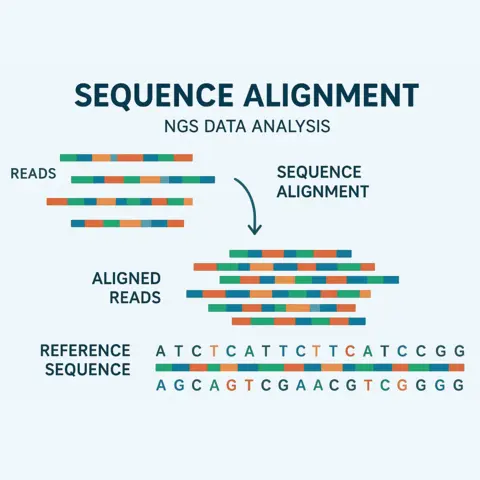 SEQUENCE ALIGNMENT
NGS DATA ANALYSIS
READS
SEQUENCE
ALIGNMENT
ALIGNED
READS
REFERENCE
SEQUENCE
A T C T C A T T C T T C A T C C G G
A G C A G T C G A A C G T C G G G G